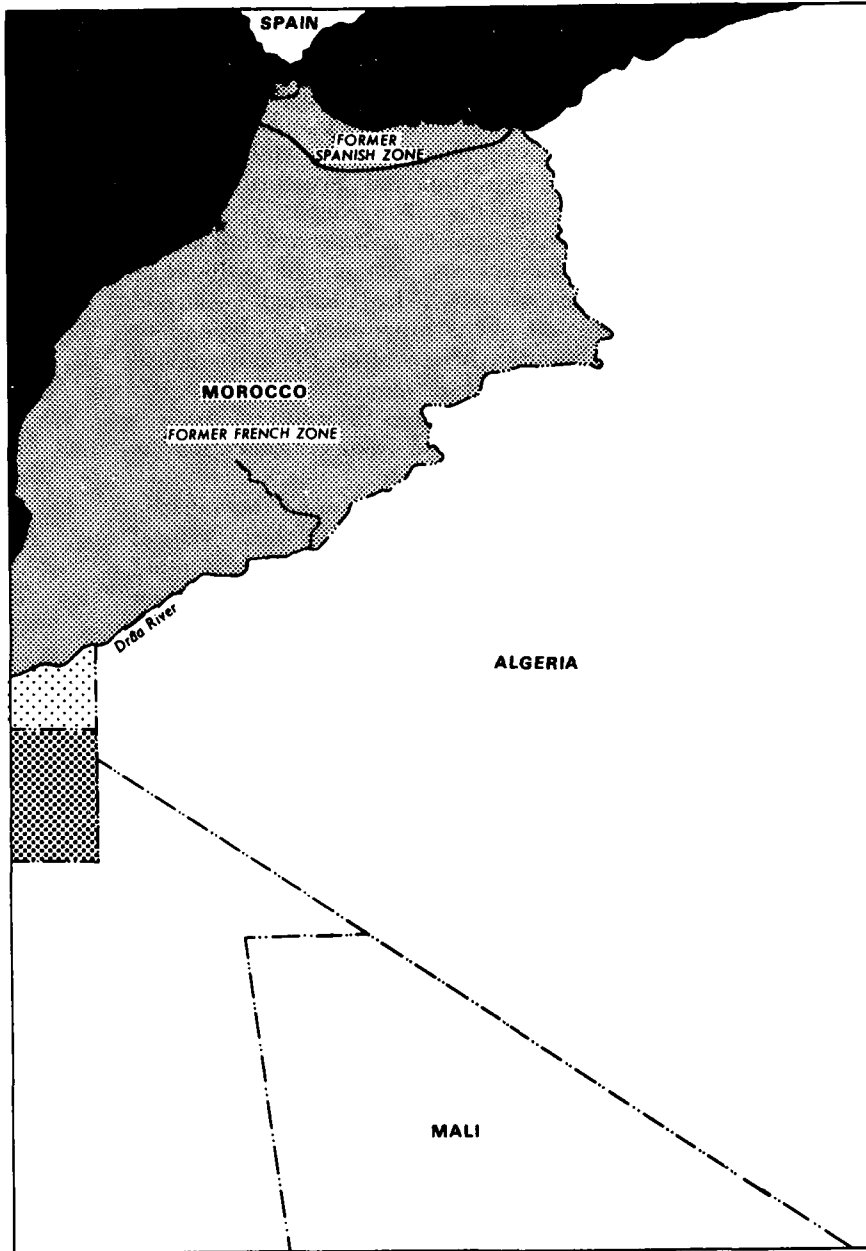 SPAIN
FORMER
SPANISH ZONE
MOROCCO
FORMER FRENCH ZONE
Drâa River
ALGERIA
MALI